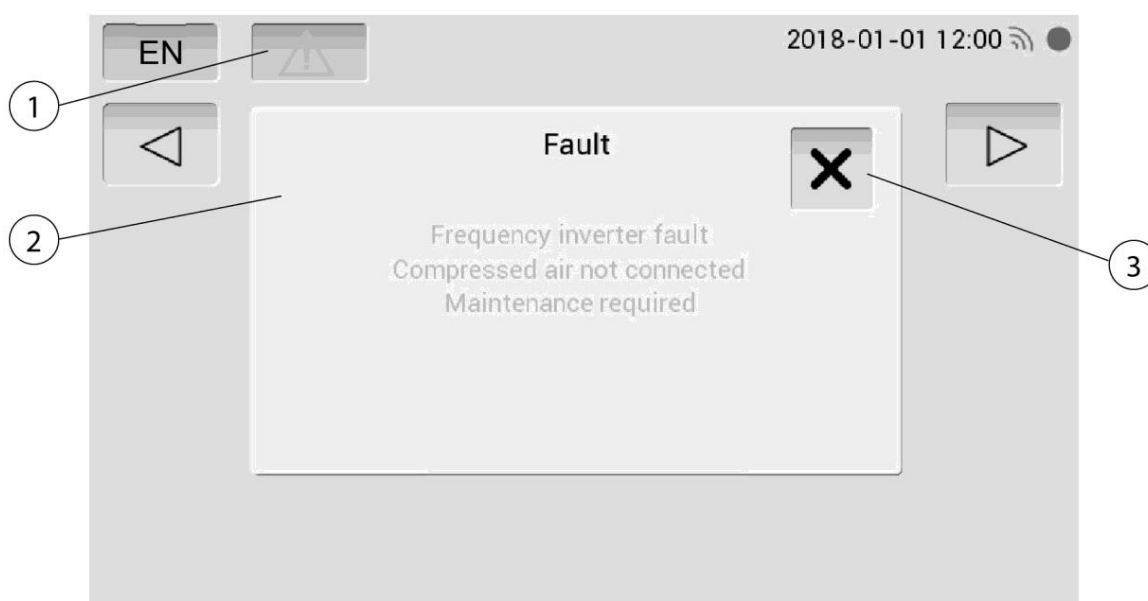 EN
2018-01-01 12:00
1
Fault
2
Frequency inverter fault
3
Compressed air not connected
Maintenance required